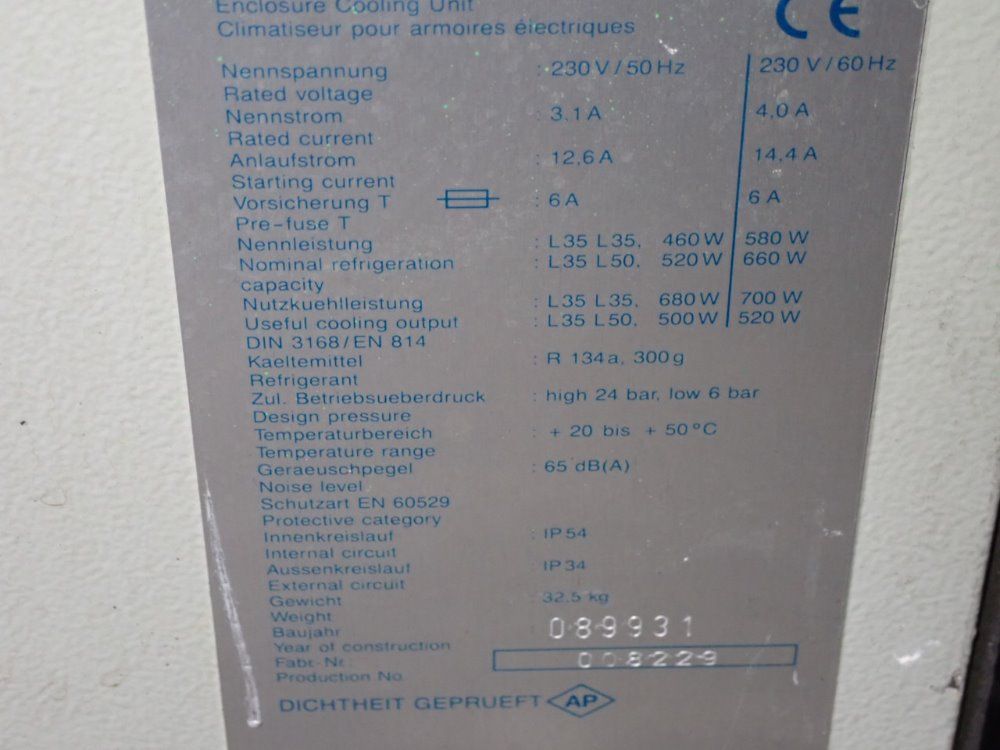 Enclosure Cooling Unit
Climatiseur pour armoires électriques
CE
Nennspannung : 230 V / 50 Hz 230 V / 60 Hz
Rated voltage
Nennstrom : 3,1 A 4,0 A
Rated current
Anlaufstrom : 12,6 A 14,4 A
Starting current
Vorsicherung T : 6 A 6 A
Pre-fuse T
Nennleistung : L35 L35, 460 W 580 W
Nominal refrigeration : L35 L50, 520 W 660 W
capacity
Nutzkuehlleistung : L35 L35, 680 W 700 W
Useful cooling output : L35 L50, 500 W 520 W
DIN 3168/EN 814
Kaeltemittel : R 134a, 300 g
Refrigerant
Zul. Betriebsueberdruck : high 24 bar, low 6 bar
Design pressure
Temperaturbereich : + 20 bis + 50°C
Temperature range
Geraeuschpegel : 65 dB(A)
Noise level
Schutzart EN 60529
Protective category
Innenkreislauf : IP 54
Internal circuit
Aussenkreislauf : IP 34
External circuit
Gewicht : 32,5 kg
Weight
Baujahr 089931
Year of construction
Fabr.-Nr.: 008229
Production No.
DICHTHEIT GEPRUEFT AP